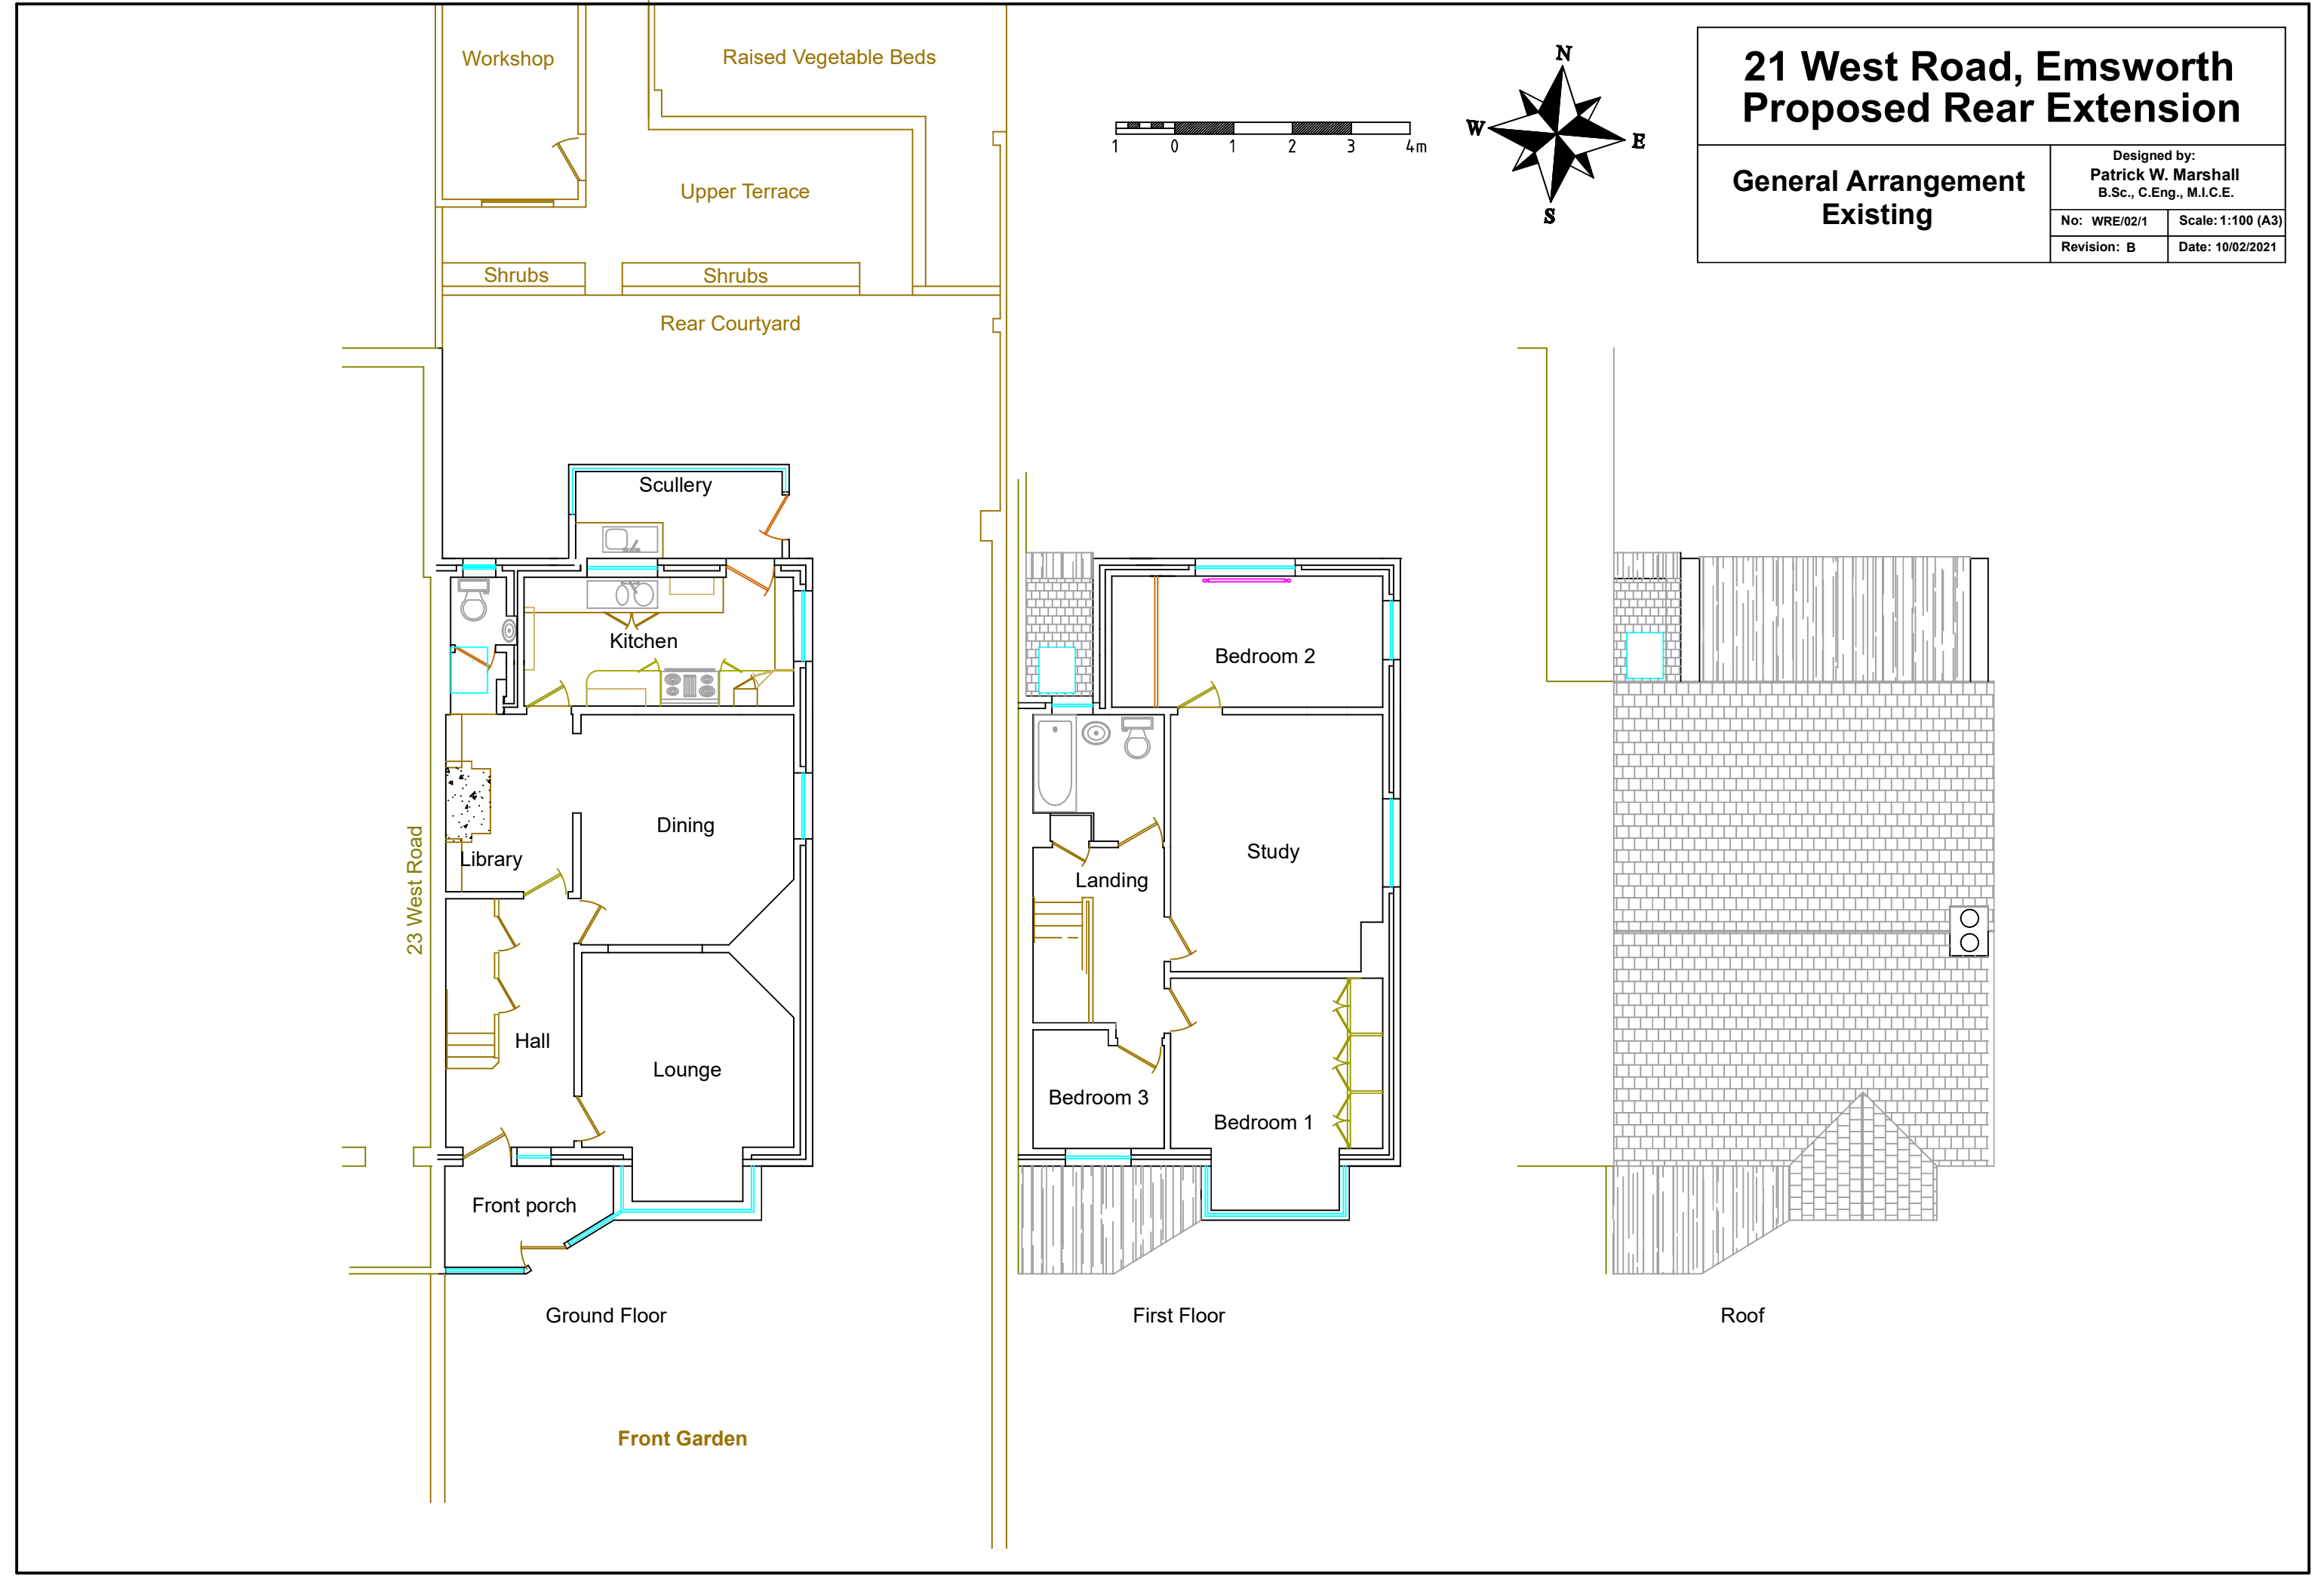 21 West Road, Emsworth
Proposed Rear Extension
General Arrangement
Existing
Designed by:
Patrick W. Marshall
B.Sc., C.Eng., M.I.C.E.
No: WRE/02/1
Scale: 1:100 (A3)
Revision: B
Date: 10/02/2021
N
W
E
S
1 0 1 2 3 4m
Workshop
Raised Vegetable Beds
Upper Terrace
Shrubs
Shrubs
Rear Courtyard
Scullery
Kitchen
Dining
Library
23 West Road
Hall
Lounge
Front porch
Ground Floor
Front Garden
Bedroom 2
Study
Landing
Bedroom 3
Bedroom 1
First Floor
Roof